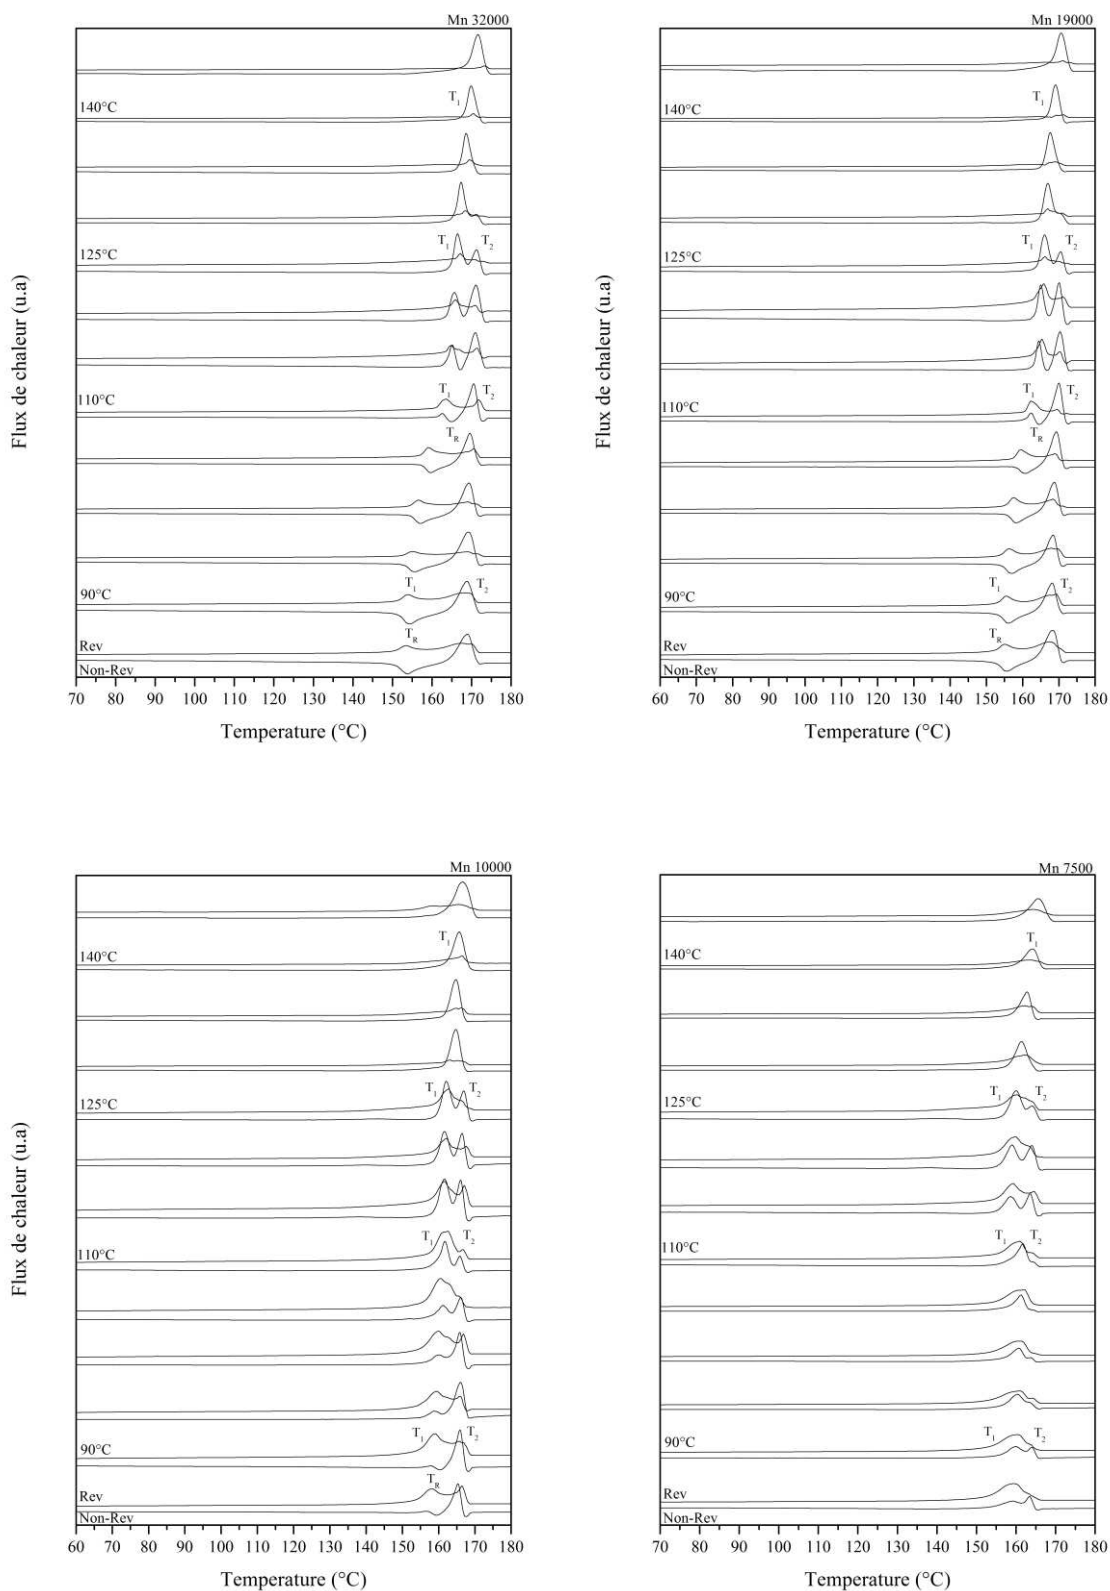 Mn 32000
T1
140°C
T1 T2
125°C
T1 T2
110°C
TR
T1 T2
90°C
TR
Rev
Non-Rev
70 80 90 100 110 120 130 140 150 160 170 180
Temperature (°C)
Flux de chaleur (u.a)
Mn 19000
T1
140°C
T1 T2
125°C
T1 T2
110°C
TR
T1 T2
90°C
TR
Rev
Non-Rev
60 70 80 90 100 110 120 130 140 150 160 170 180
Temperature (°C)
Flux de chaleur (u.a)
Mn 10000
T1
140°C
T1 T2
125°C
T1 T2
110°C
T1 T2
90°C
TR
Rev
Non-Rev
60 70 80 90 100 110 120 130 140 150 160 170 180
Temperature (°C)
Flux de chaleur (u.a)
Mn 7500
T1
140°C
T1 T2
125°C
T1 T2
110°C
T1 T2
90°C
Rev
Non-Rev
70 80 90 100 110 120 130 140 150 160 170 180
Temperature (°C)